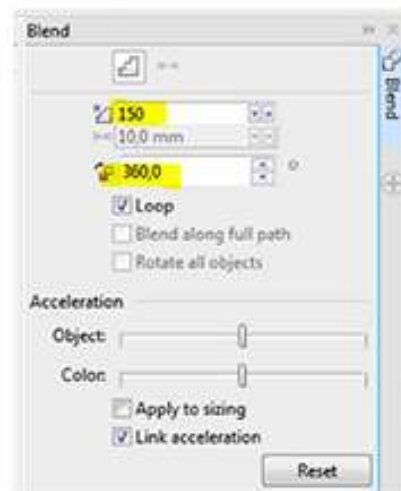 Blend
Blend
150
10,0 mm
360,0 °
Loop
Blend along full path
Rotate all objects
Acceleration
Object:
Color:
Apply to sizing
Link acceleration
Reset